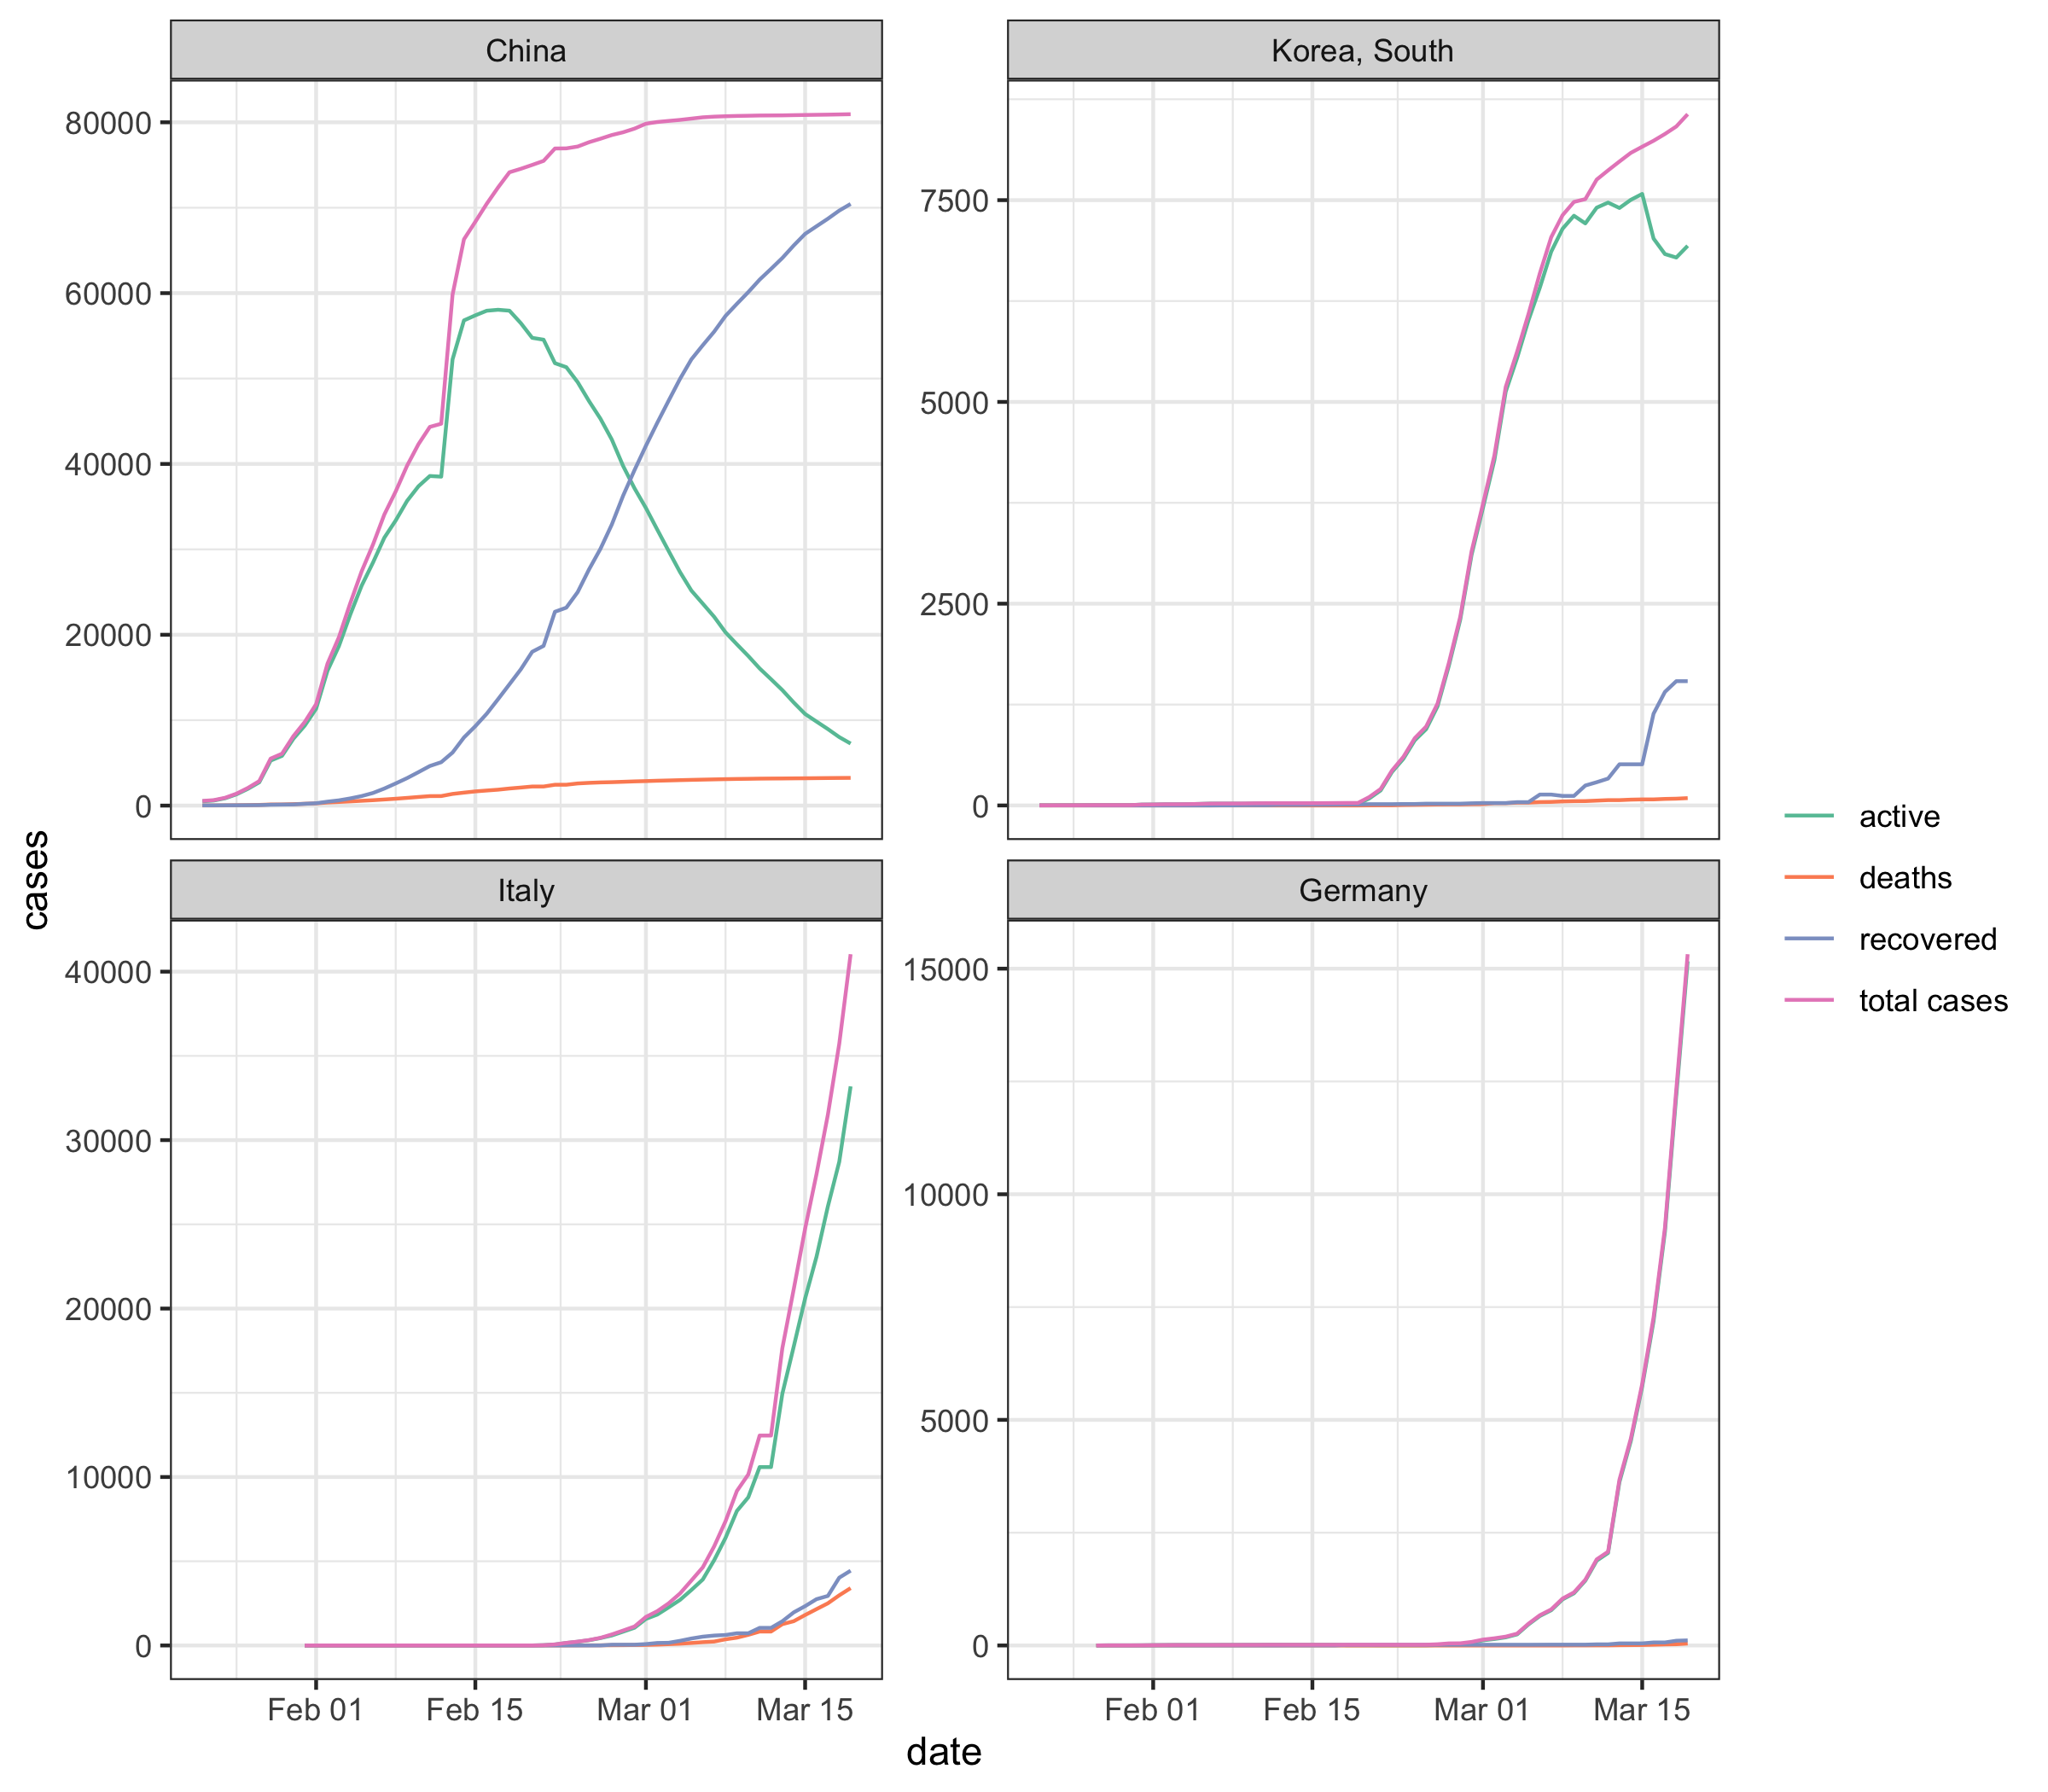 China
Korea, South
80000
60000
40000
20000
0
7500
5000
2500
0
Italy
Germany
40000
30000
20000
10000
0
15000
10000
5000
0
Feb 01 Feb 15 Mar 01 Mar 15
Feb 01 Feb 15 Mar 01 Mar 15
date
cases
active
deaths
recovered
total cases